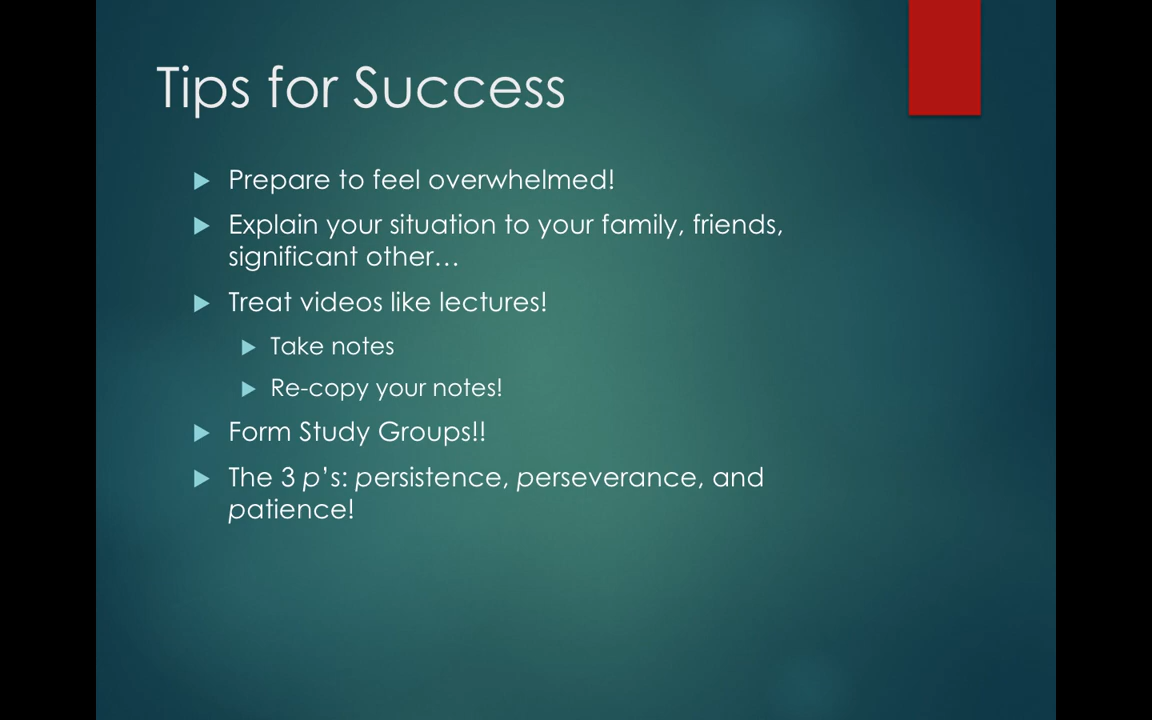 Tips for Success
Prepare to feel overwhelmed!
Explain your situation to your family, friends,
significant other…
Treat videos like lectures!
Take notes
Re-copy your notes!
Form Study Groups!!
The 3 p’s: persistence, perseverance, and
patience!